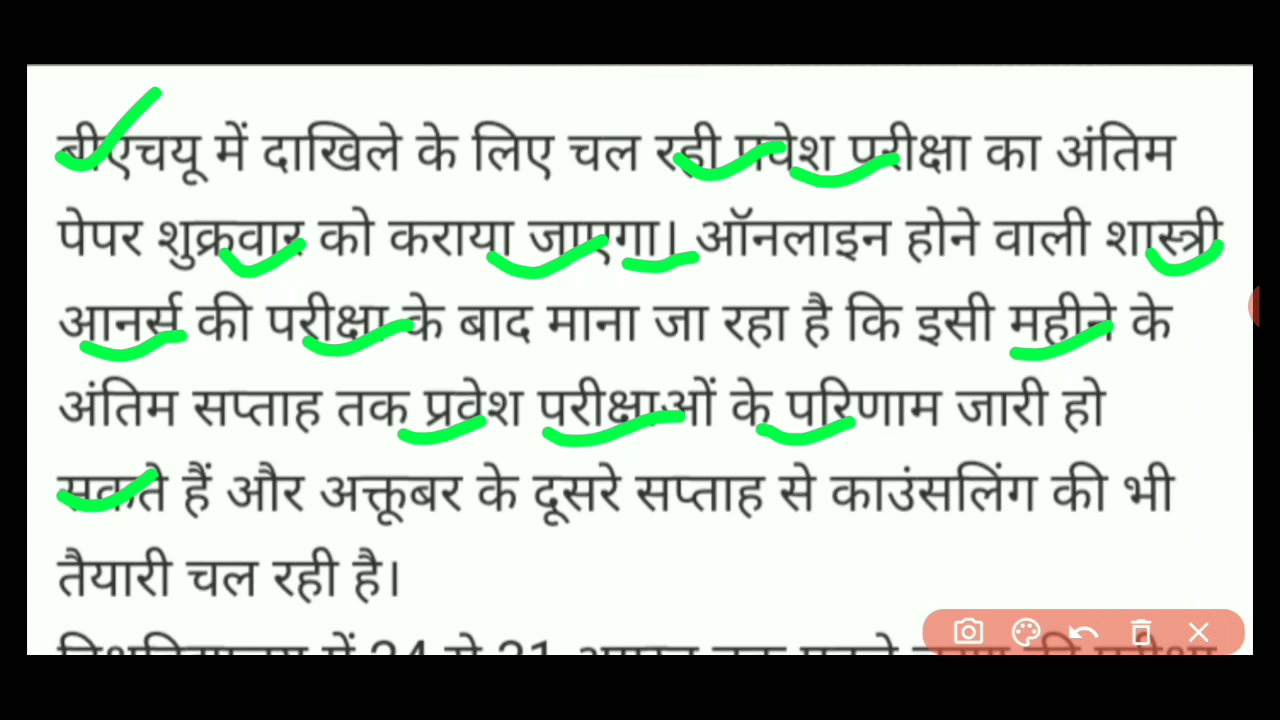 बीएचयू में दाखिले के लिए चल रही प्रवेश परीक्षा का अंतिम
पेपर शुक्रवार को कराया जाएगा। ऑनलाइन होने वाली शास्त्री
आनर्स की परीक्षा के बाद माना जा रहा है कि इसी महीने के
अंतिम सप्ताह तक प्रवेश परीक्षाओं के परिणाम जारी हो
सकते हैं और अक्तूबर के दूसरे सप्ताह से काउंसलिंग की भी
तैयारी चल रही है।